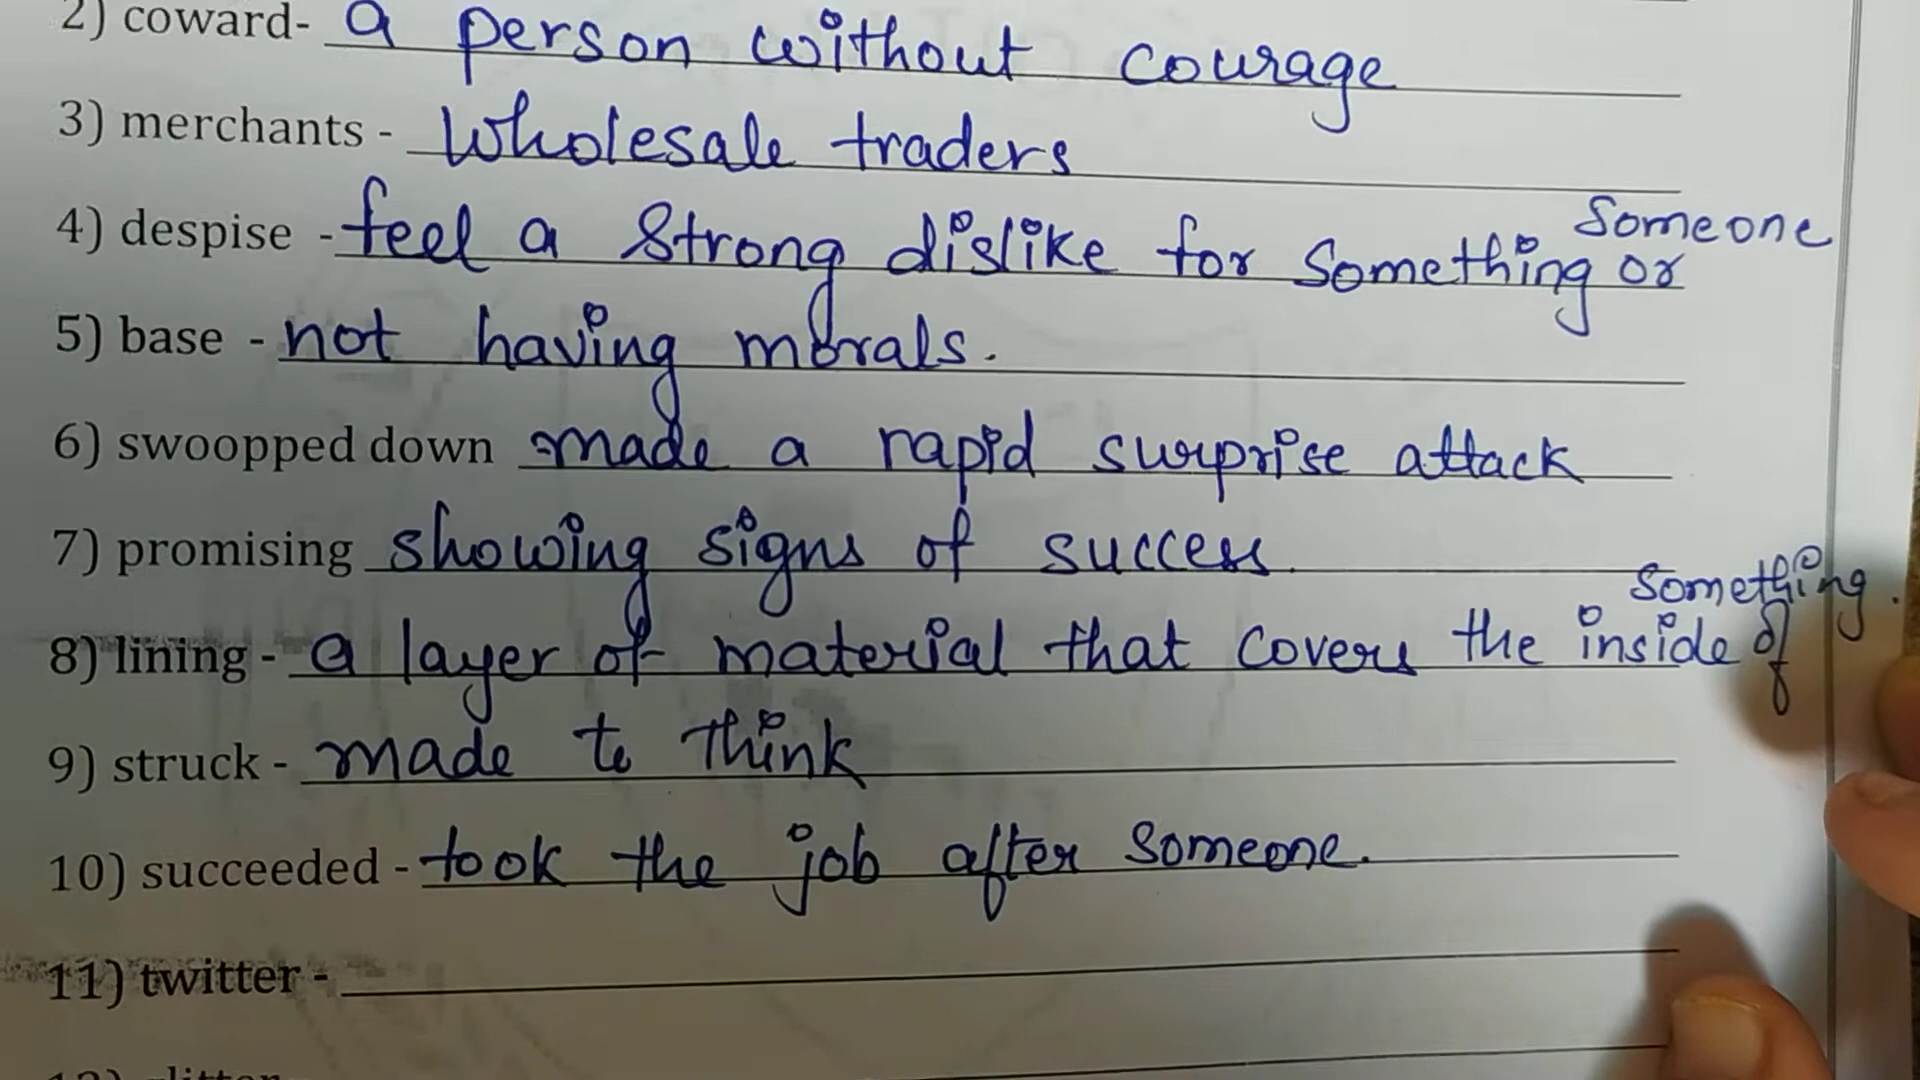 2) coward- a person without courage
3) merchants - Wholesale traders
4) despise - feel a strong dislike for something or someone
5) base - not having morals.
6) swoopped down -made a rapid surprise attack
7) promising showing signs of success.
8) lining - a layer of material that covers the inside of something.
9) struck - made to think
10) succeeded - took the job after someone.
11) twitter -